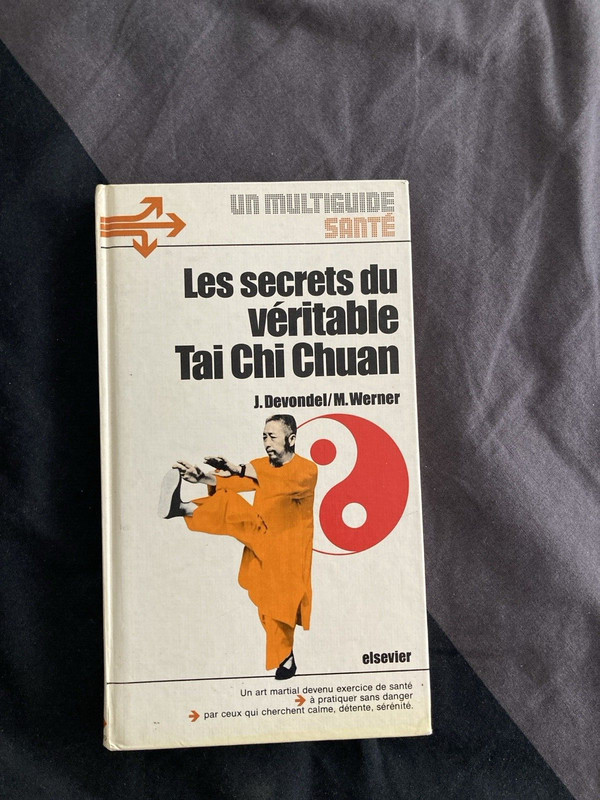 un multiguide
santé
Les secrets du
véritable
Tai Chi Chuan
J. Devondel/M. Werner
elsevier
Un art martial devenu exercice de santé
à pratiquer sans danger
par ceux qui cherchent calme, détente, sérénité.